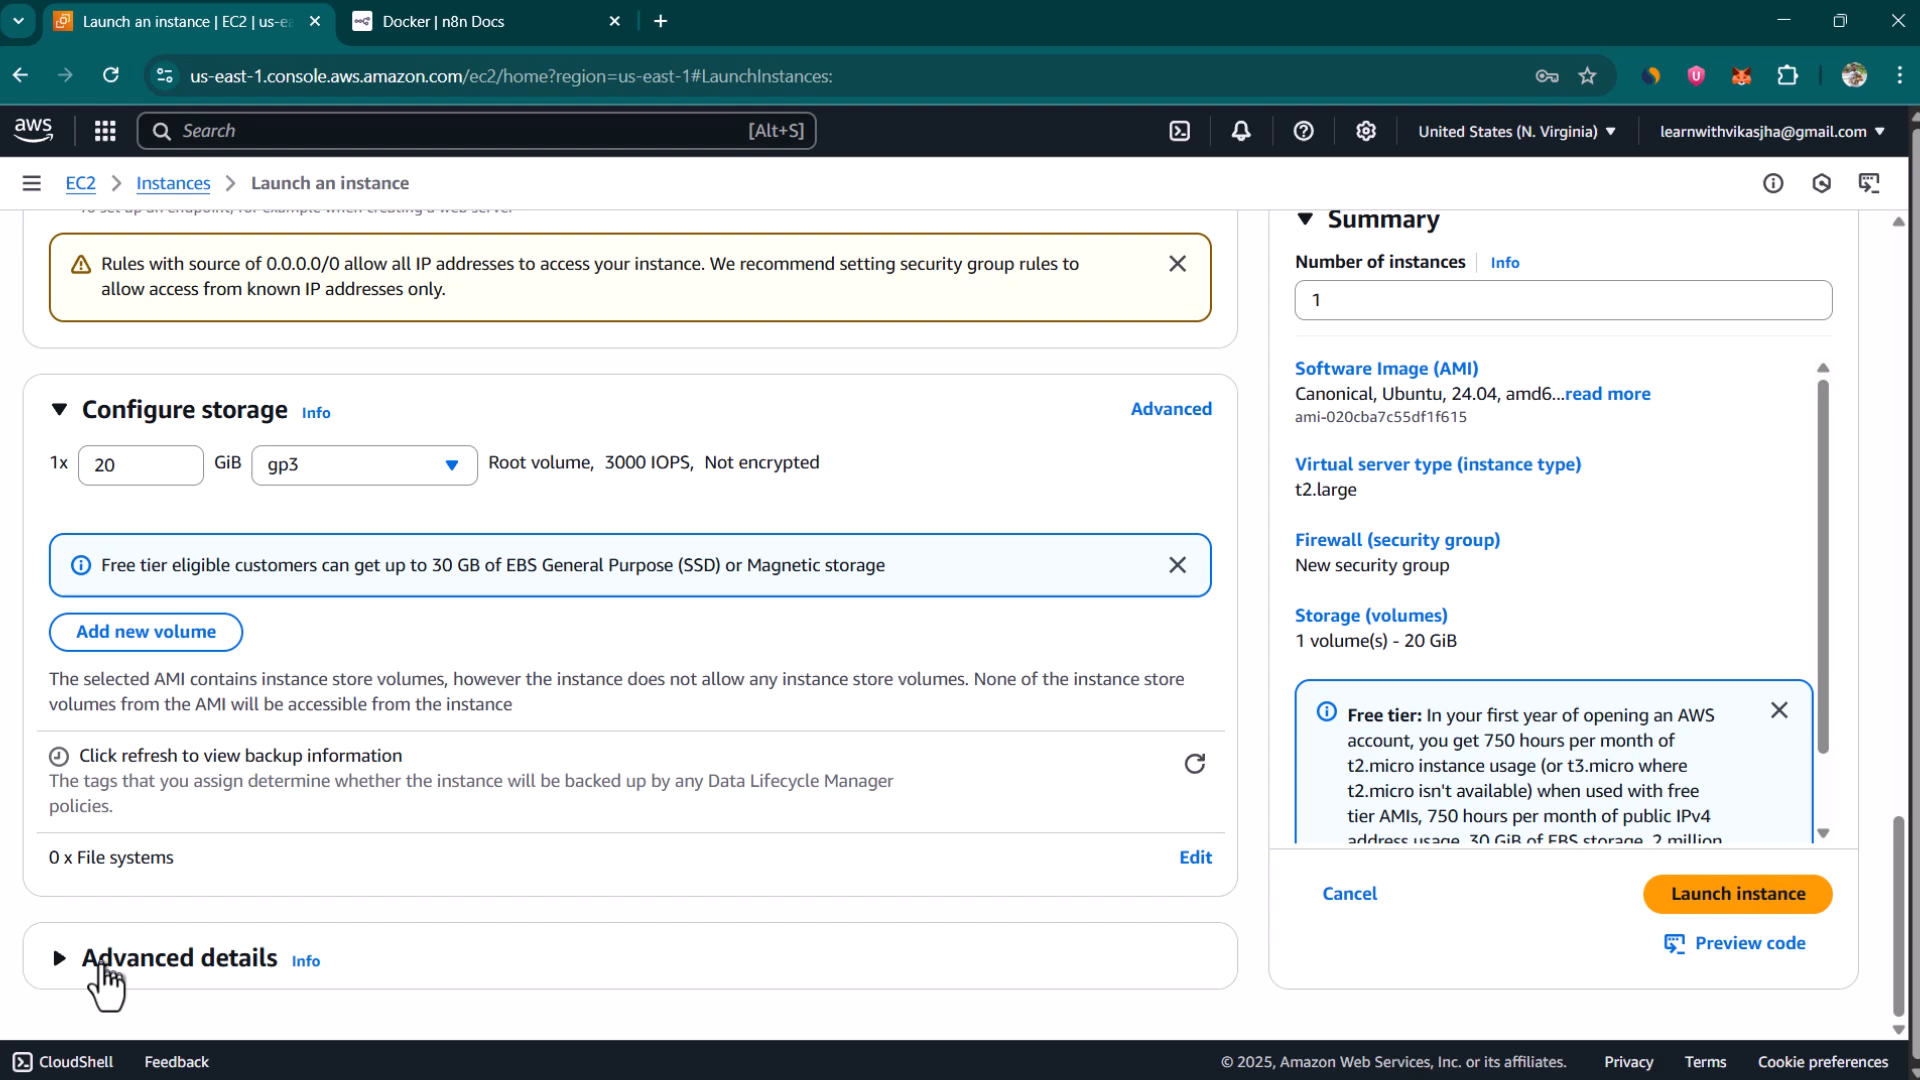 Launch an instance | EC2 | us-ea
Docker | n8n Docs
us-east-1.console.aws.amazon.com/ec2/home?region=us-east-1#LaunchInstances:
aws
Search
[Alt+S]
United States (N. Virginia)
learnwithvikasjha@gmail.com
EC2
Instances
Launch an instance
Rules with source of 0.0.0.0/0 allow all IP addresses to access your instance. We recommend setting security group rules to
allow access from known IP addresses only.
Configure storage
Info
Advanced
1x
20
GiB
gp3
Root volume, 3000 IOPS, Not encrypted
Free tier eligible customers can get up to 30 GB of EBS General Purpose (SSD) or Magnetic storage
Add new volume
The selected AMI contains instance store volumes, however the instance does not allow any instance store volumes. None of the instance store
volumes from the AMI will be accessible from the instance
Click refresh to view backup information
The tags that you assign determine whether the instance will be backed up by any Data Lifecycle Manager
policies.
0 x File systems
Edit
Advanced details
Info
Summary
Number of instances
Info
1
Software Image (AMI)
Canonical, Ubuntu, 24.04, amd6...read more
ami-020cba7c55df1f615
Virtual server type (instance type)
t2.large
Firewall (security group)
New security group
Storage (volumes)
1 volume(s) - 20 GiB
Free tier: In your first year of opening an AWS
account, you get 750 hours per month of
t2.micro instance usage (or t3.micro where
t2.micro isn't available) when used with free
tier AMIs, 750 hours per month of public IPv4
address usage, 30 GiB of EBS storage, 2 million
Cancel
Launch instance
Preview code
CloudShell
Feedback
© 2025, Amazon Web Services, Inc. or its affiliates.
Privacy
Terms
Cookie preferences